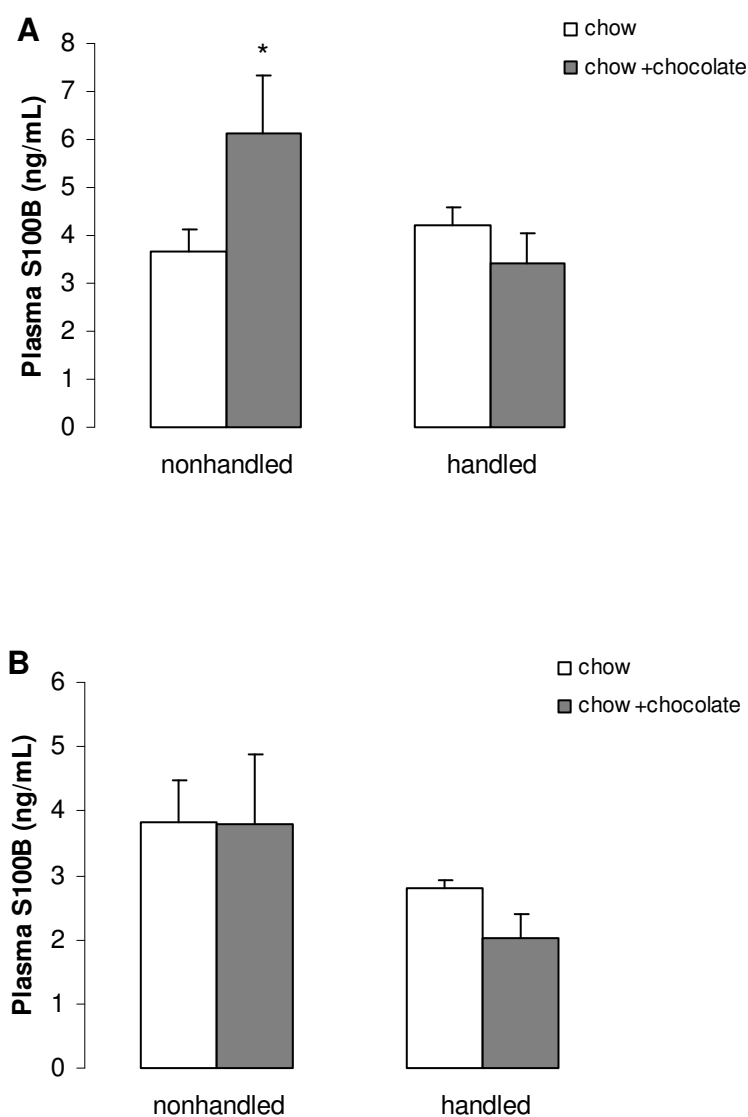 A
chow
chow +chocolate
*
8
7
6
5
4
3
2
1
0
Plasma S100B (ng/mL)
nonhandled
handled
B
chow
chow +chocolate
6
5
4
3
2
1
0
Plasma S100B (ng/mL)
nonhandled
handled